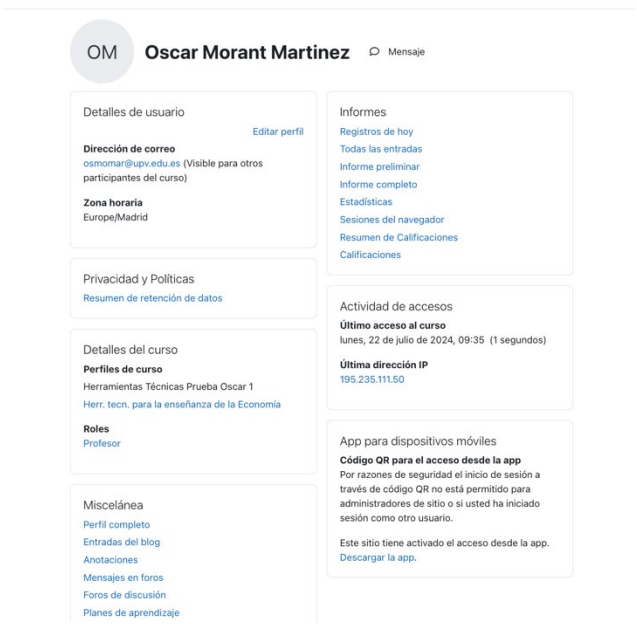 OM
Oscar Morant Martinez
Mensaje
Detalles de usuario
Editar perfil
Dirección de correo
osmomar@upv.edu.es (Visible para otros
participantes del curso)
Zona horaria
Europe/Madrid
Privacidad y Políticas
Resumen de retención de datos
Detalles del curso
Perfiles de curso
Herramientas Técnicas Prueba Oscar 1
Herr. tecn. para la enseñanza de la Economía
Roles
Profesor
Miscelánea
Perfil completo
Entradas del blog
Anotaciones
Mensajes en foros
Foros de discusión
Planes de aprendizaje
Informes
Registros de hoy
Todas las entradas
Informe preliminar
Informe completo
Estadísticas
Sesiones del navegador
Resumen de Calificaciones
Calificaciones
Actividad de accesos
Último acceso al curso
lunes, 22 de julio de 2024, 09:35 (1 segundos)
Última dirección IP
195.235.111.50
App para dispositivos móviles
Código QR para el acceso desde la app
Por razones de seguridad el inicio de sesión a
través de código QR no está permitido para
administradores de sitio o si usted ha iniciado
sesión como otro usuario.
Este sitio tiene activado el acceso desde la app.
Descargar la app.